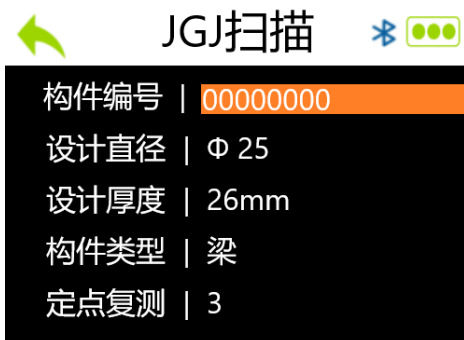 JGJ扫描
构件编号 | 00000000
设计直径 | Φ 25
设计厚度 | 26mm
构件类型 | 梁
定点复测 | 3